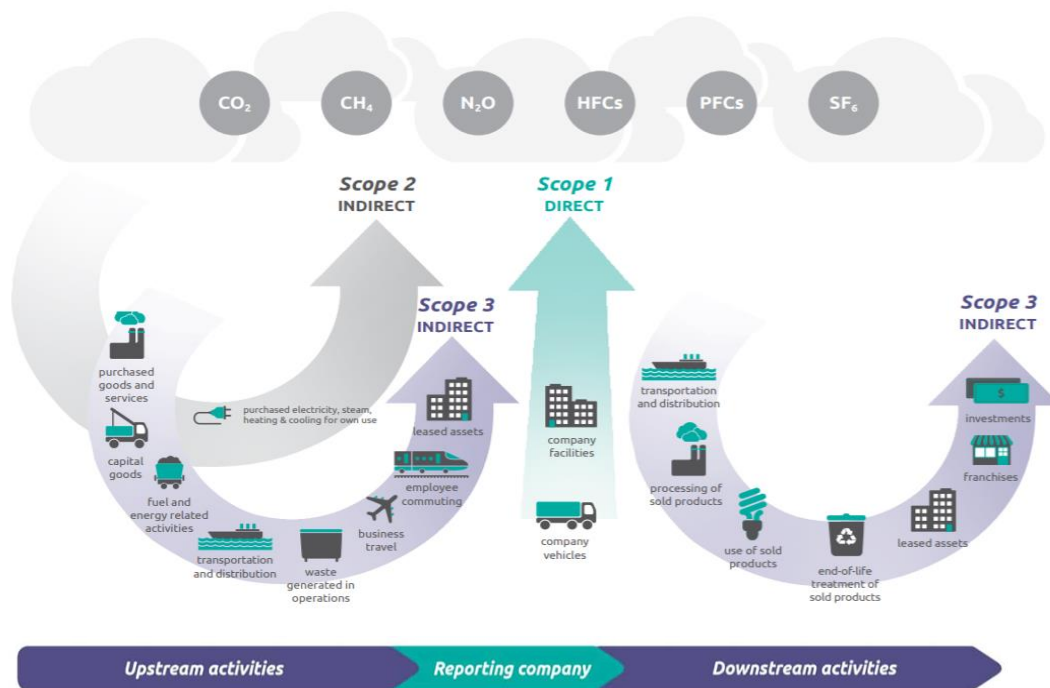 CO₂
CH₄
N₂O
HFCs
PFCs
SF₆
Scope 2
INDIRECT
Scope 1
DIRECT
Scope 3
INDIRECT
Scope 3
INDIRECT
purchased
goods and
services
capital
goods
fuel and
energy related
activities
transportation
and distribution
waste
generated in
operations
business
travel
employee
commuting
leased assets
purchased electricity, steam,
heating & cooling for own use
company
facilities
company
vehicles
transportation
and distribution
processing of
sold products
use of sold
products
end-of-life
treatment of
sold products
leased assets
franchises
$
investments
Upstream activities
Reporting company
Downstream activities